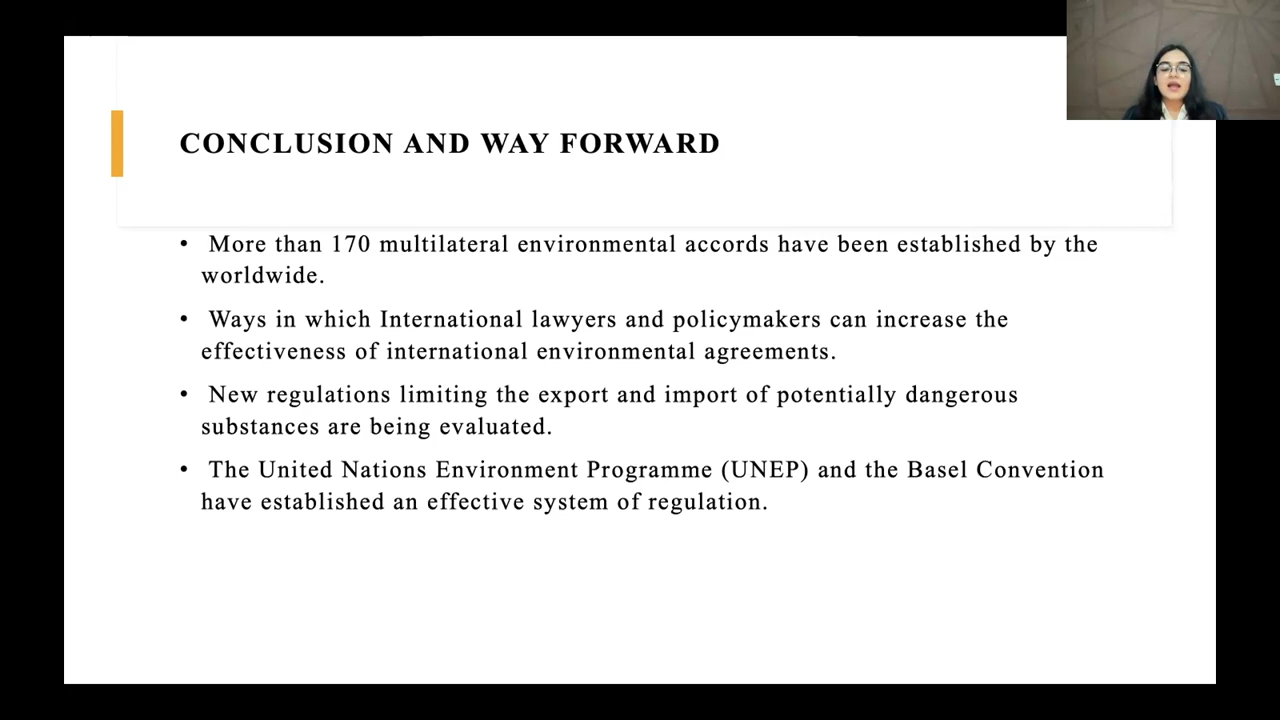 CONCLUSION AND WAY FORWARD
• More than 170 multilateral environmental accords have been established by the
worldwide.
• Ways in which International lawyers and policymakers can increase the
effectiveness of international environmental agreements.
• New regulations limiting the export and import of potentially dangerous
substances are being evaluated.
• The United Nations Environment Programme (UNEP) and the Basel Convention
have established an effective system of regulation.